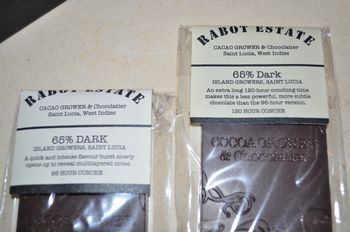 RABOT ESTATE
CACAO GROWER & Chocolatier
Saint Lucia, West Indies
65% DARK
ISLAND GROWERS, SAINT LUCIA
A quick and intense flavour burst slowly
opens up to reveal multilayered notes.
96 HOUR CONCHE
COCOA GROWER
RABOT ESTATE
CACAO GROWER & Chocolatier
Saint Lucia, West Indies
65% Dark
ISLAND GROWERS, SAINT LUCIA
An extra long 120-hour conching time
makes this a less powerful, more subtle
chocolate than the 96-hour version.
120 HOUR CONCHE
COCOA GROWER
& Chocolatier